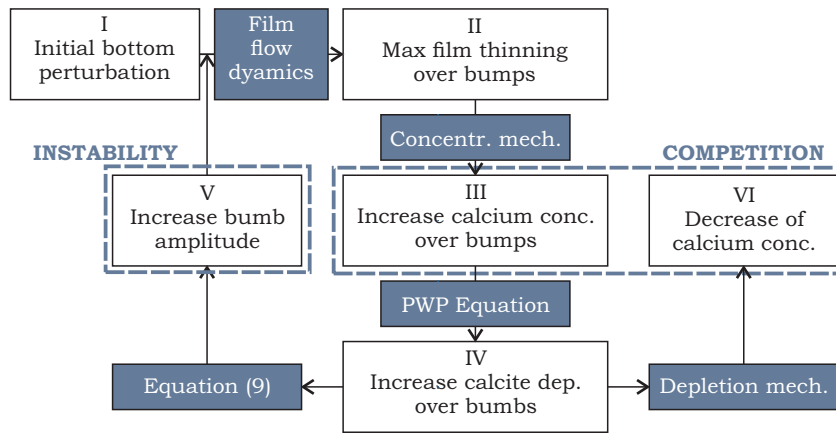 I
Initial bottom
perturbation
Film
flow
dyamics
II
Max film thinning
over bumps
Concentr. mech.
INSTABILITY
COMPETITION
V
Increase bumb
amplitude
III
Increase calcium conc.
over bumps
VI
Decrease of
calcium conc.
PWP Equation
Equation (9)
IV
Increase calcite dep.
over bumbs
Depletion mech.